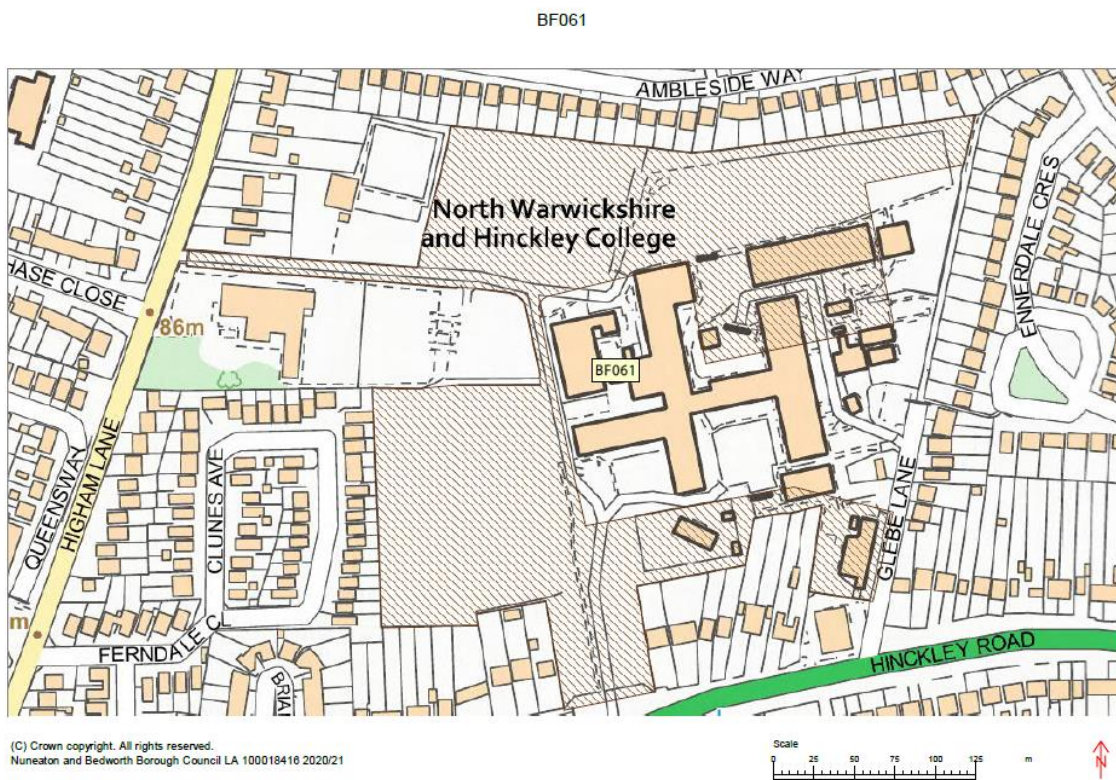 BF061
AMBLESIDE WAY
North Warwickshire
and Hinckley College
ENNERDALE CRES
HASE CLOSE
86m
BF061
QUEENSWAY
HIGHAM LANE
CLUNES AVE
GLEBE LANE
m
FERNDALE CL
BRIA
HINCKLEY ROAD
(C) Crown copyright. All rights reserved.
Nuneaton and Bedworth Borough Council LA 100018416 2020/21
Scale
0 25 50 75 100 125 m
N